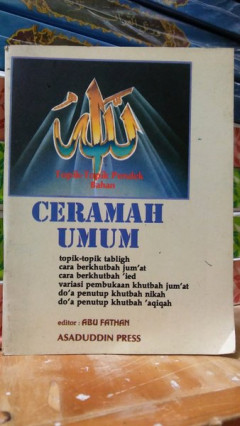 Topik-Topik Pondok
Bahan
CERAMAH
UMUM
topik-topik tabligh
cara berkhutbah jum'at
cara berkhutbah 'ied
variasi pembukaan khutbah jum'at
do'a penutup khutbah nikah
do'a penutup khutbah 'aqiqah
editor : ABU FATHAN
ASADUDDIN PRESS